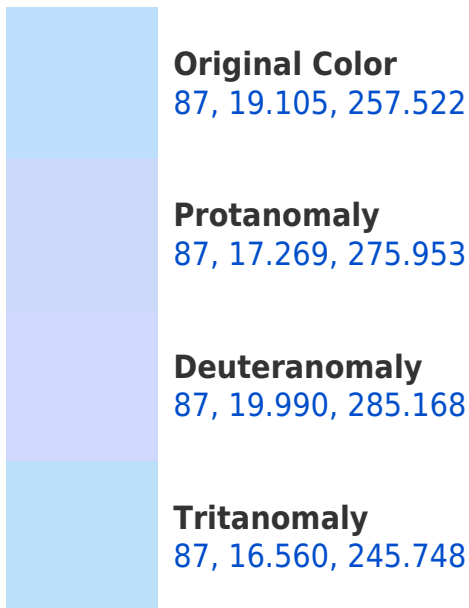 Original Color
87, 19.105, 257.522
Protanomaly
87, 17.269, 275.953
Deuteranomaly
87, 19.990, 285.168
Tritanomaly
87, 16.560, 245.748